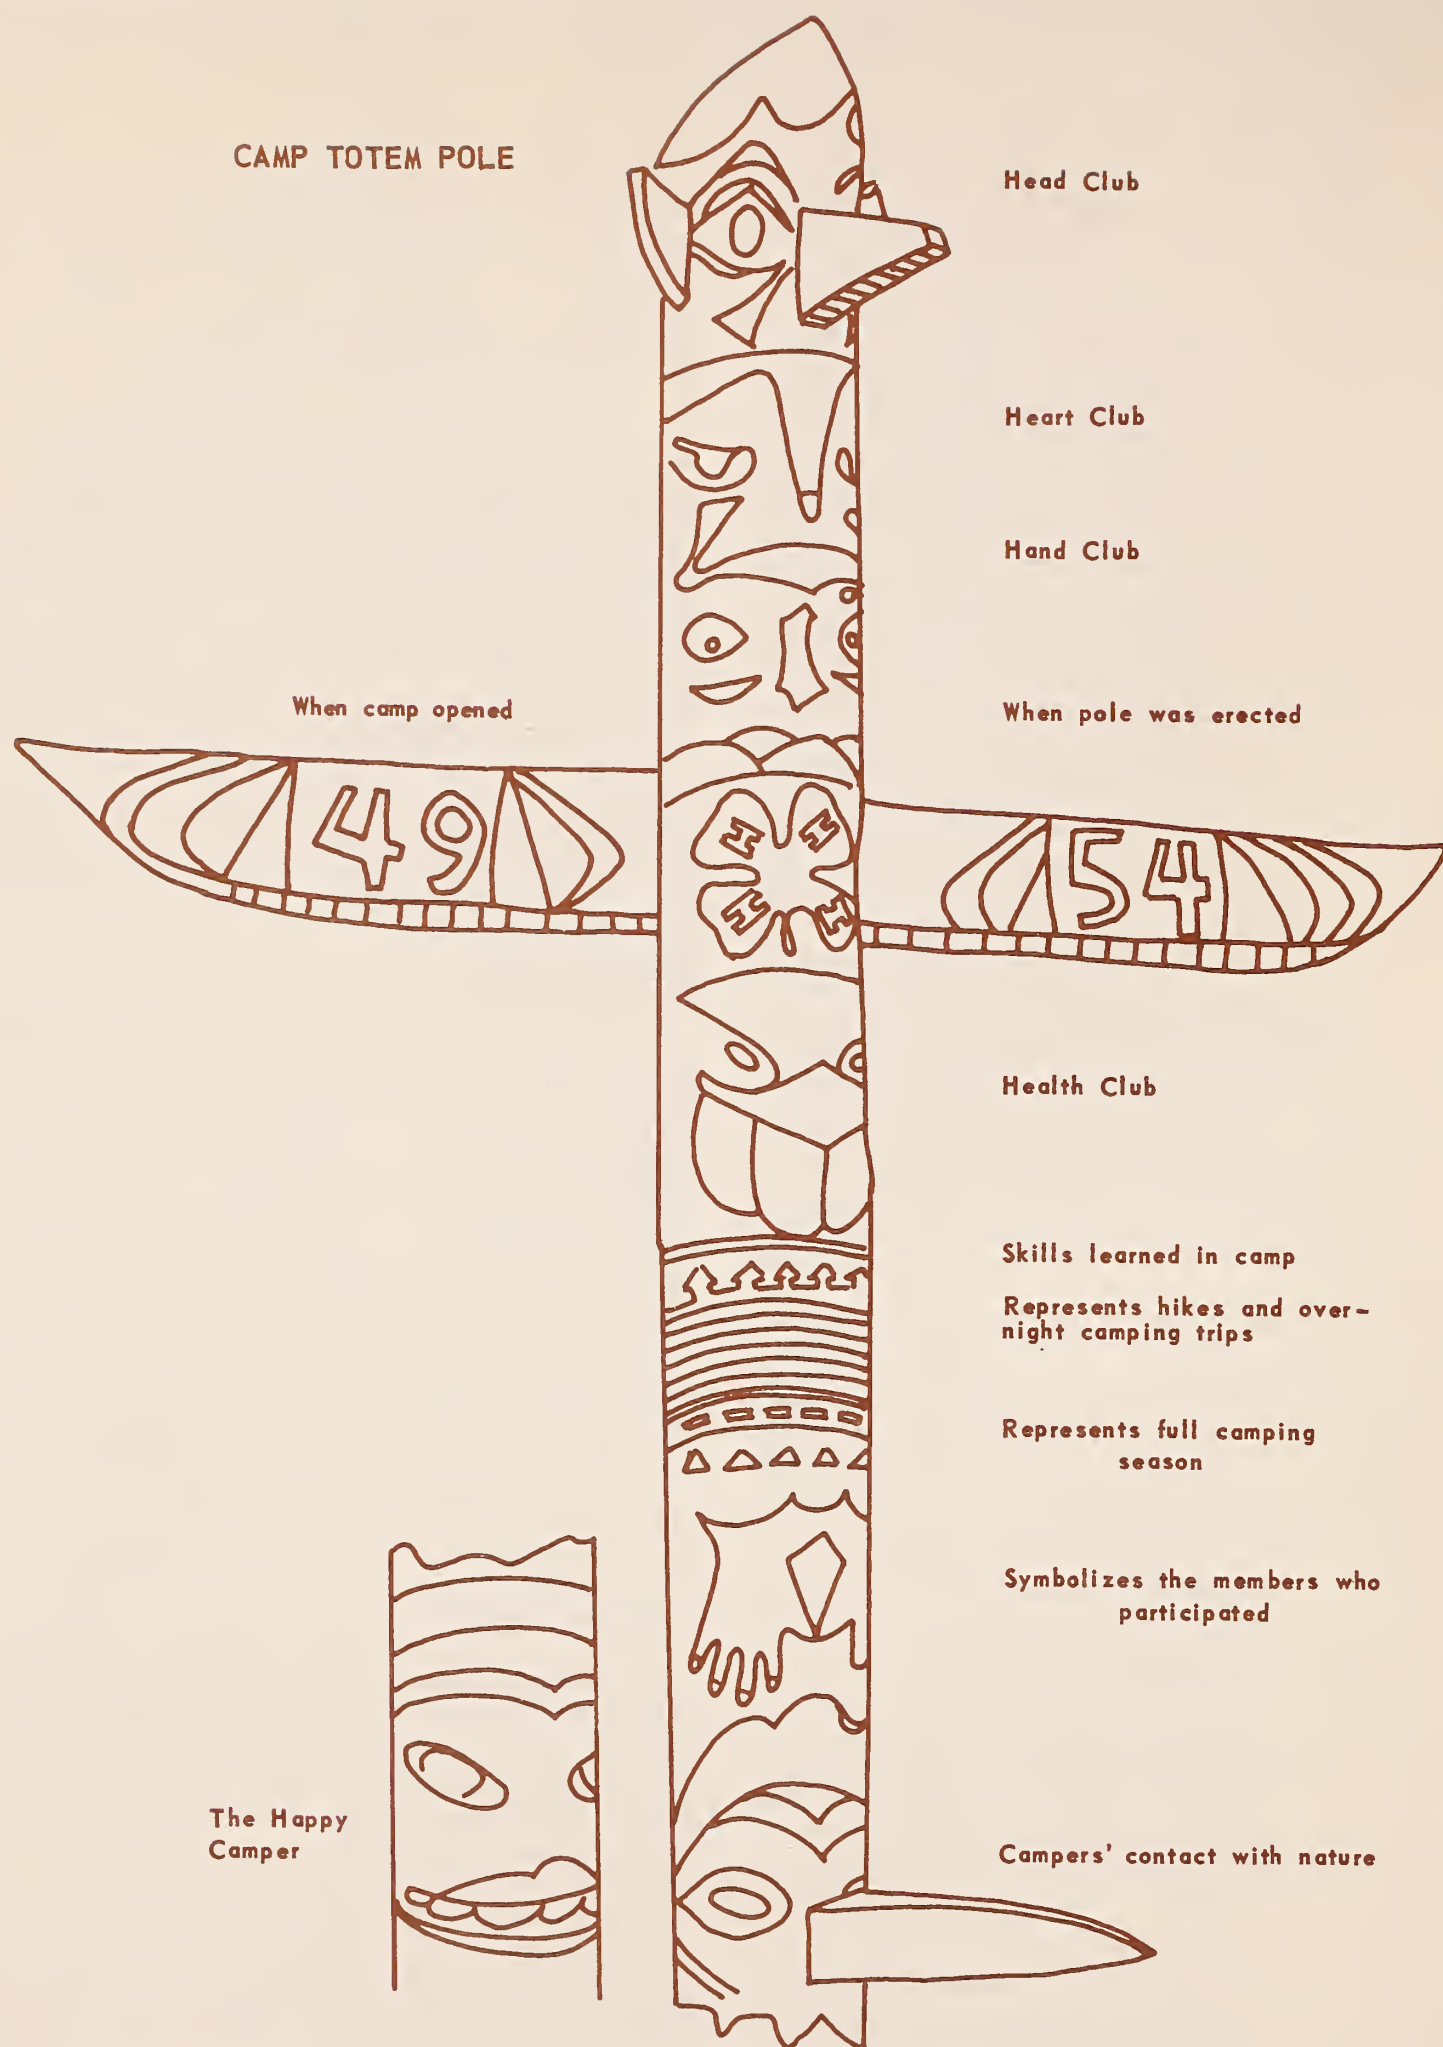 CAMP TOTEM POLE
Head Club
Heart Club
Hand Club
When camp opened
When pole was erected
49
54
H H
H H
Health Club
Skills learned in camp
Represents hikes and over-
night camping trips
Represents full camping
season
Symbolizes the members who
participated
The Happy
Camper
Campers' contact with nature